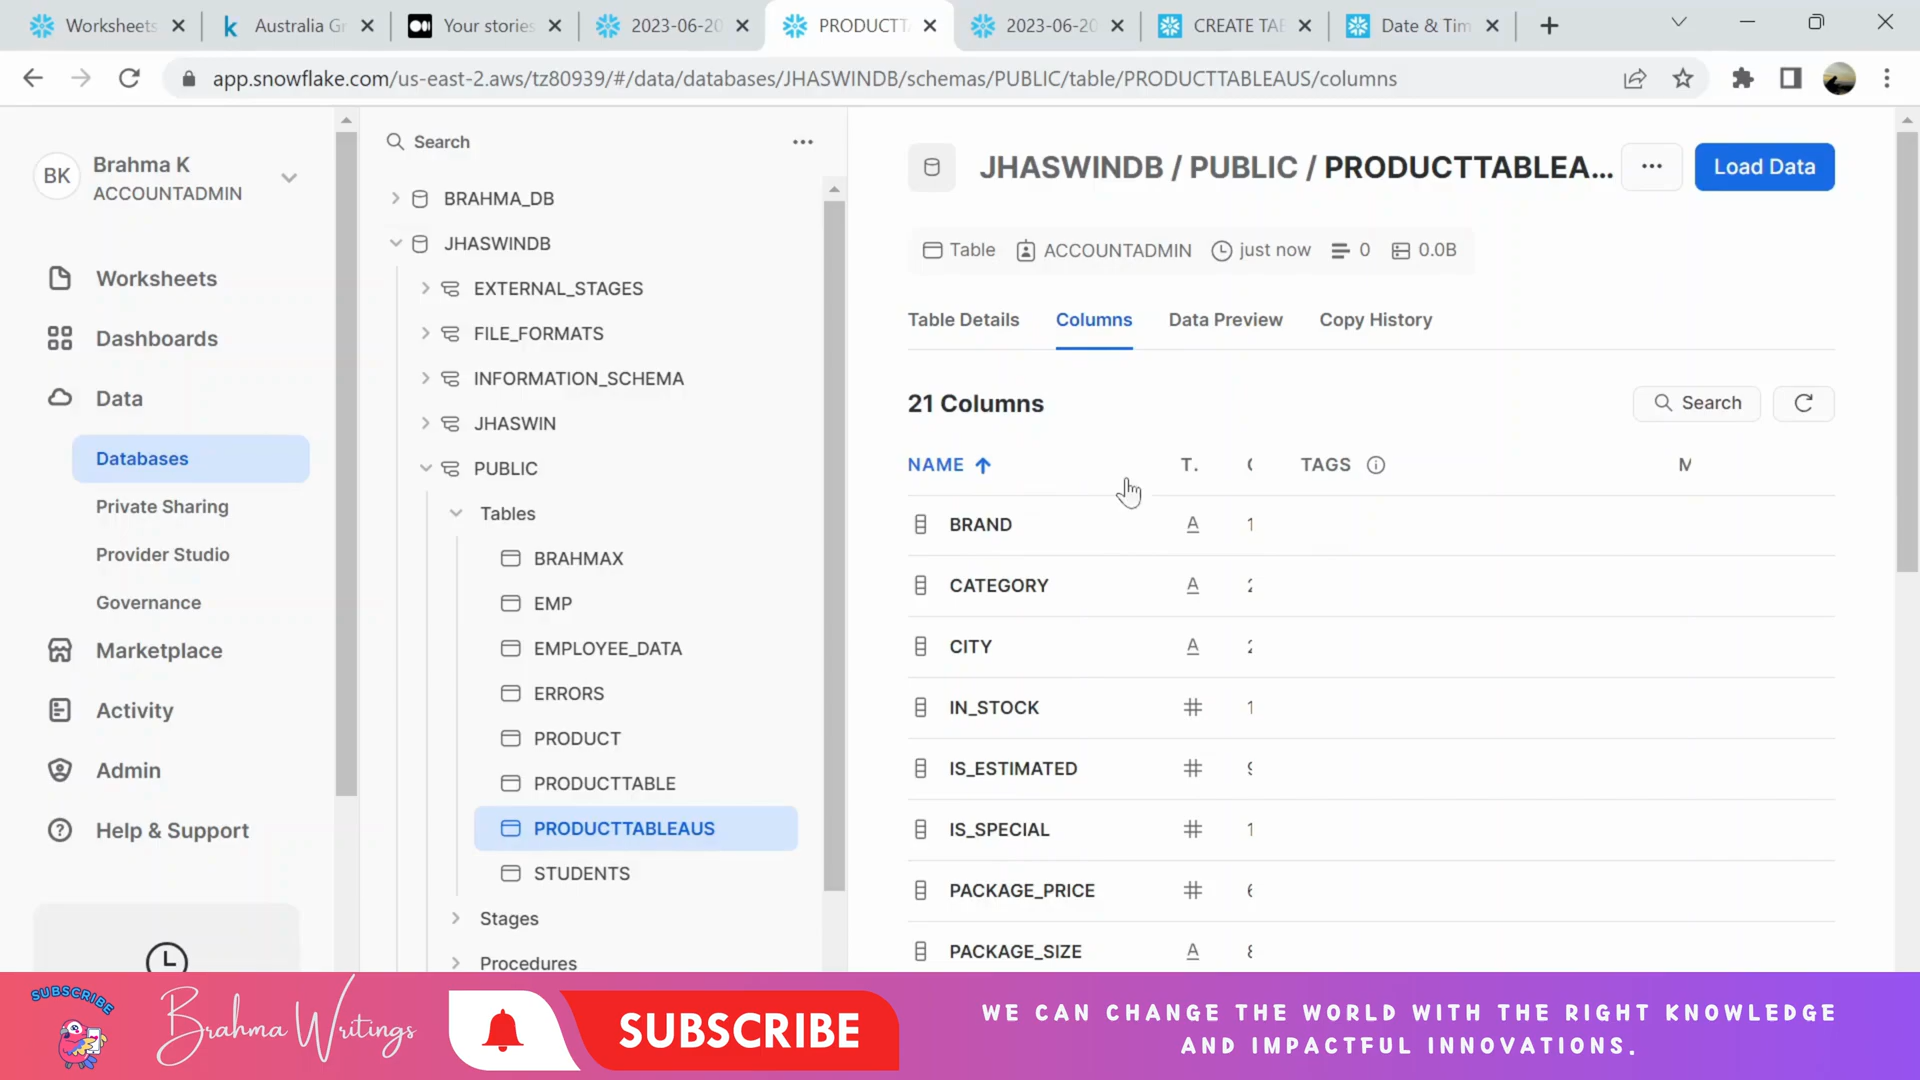 Worksheets
Australia Gr
Your stories
2023-06-20
PRODUCTT
2023-06-20
CREATE TAB
Date & Tim
app.snowflake.com/us-east-2.aws/tz80939/#/data/databases/JHASWINDB/schemas/PUBLIC/table/PRODUCTTABLEAUS/columns
BK
Brahma K
ACCOUNTADMIN
Worksheets
Dashboards
Data
Databases
Private Sharing
Provider Studio
Governance
Marketplace
Activity
Admin
Help & Support
Search
BRAHMA_DB
JHASWINDB
EXTERNAL_STAGES
FILE_FORMATS
INFORMATION_SCHEMA
JHASWIN
PUBLIC
Tables
BRAHMAX
EMP
EMPLOYEE_DATA
ERRORS
PRODUCT
PRODUCTTABLE
PRODUCTTABLEAUS
STUDENTS
Stages
Procedures
JHASWINDB / PUBLIC / PRODUCTTABLEA...
Load Data
Table ACCOUNTADMIN just now 0 0.0B
Table Details Columns Data Preview Copy History
21 Columns
Search
NAME T. TAGS M
BRAND
CATEGORY
CITY
IN_STOCK
IS_ESTIMATED
IS_SPECIAL
PACKAGE_PRICE
PACKAGE_SIZE
SUBSCRIBE
Brahma Writings
SUBSCRIBE
WE CAN CHANGE THE WORLD WITH THE RIGHT KNOWLEDGE
AND IMPACTFUL INNOVATIONS.